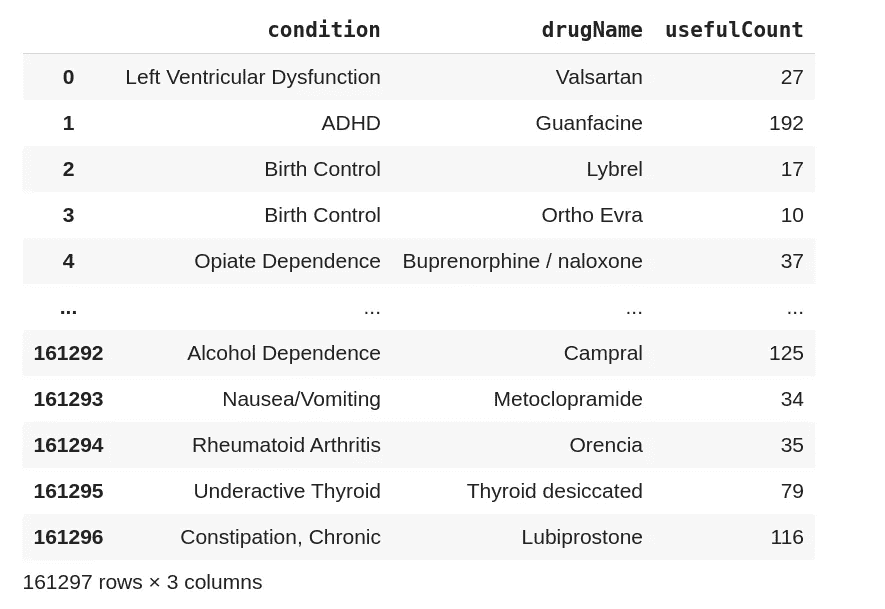 condition drugName usefulCount
0 Left Ventricular Dysfunction Valsartan 27
1 ADHD Guanfacine 192
2 Birth Control Lybrel 17
3 Birth Control Ortho Evra 10
4 Opiate Dependence Buprenorphine / naloxone 37
... ... ... ...
161292 Alcohol Dependence Campral 125
161293 Nausea/Vomiting Metoclopramide 34
161294 Rheumatoid Arthritis Orencia 35
161295 Underactive Thyroid Thyroid desiccated 79
161296 Constipation, Chronic Lubiprostone 116
161297 rows × 3 columns